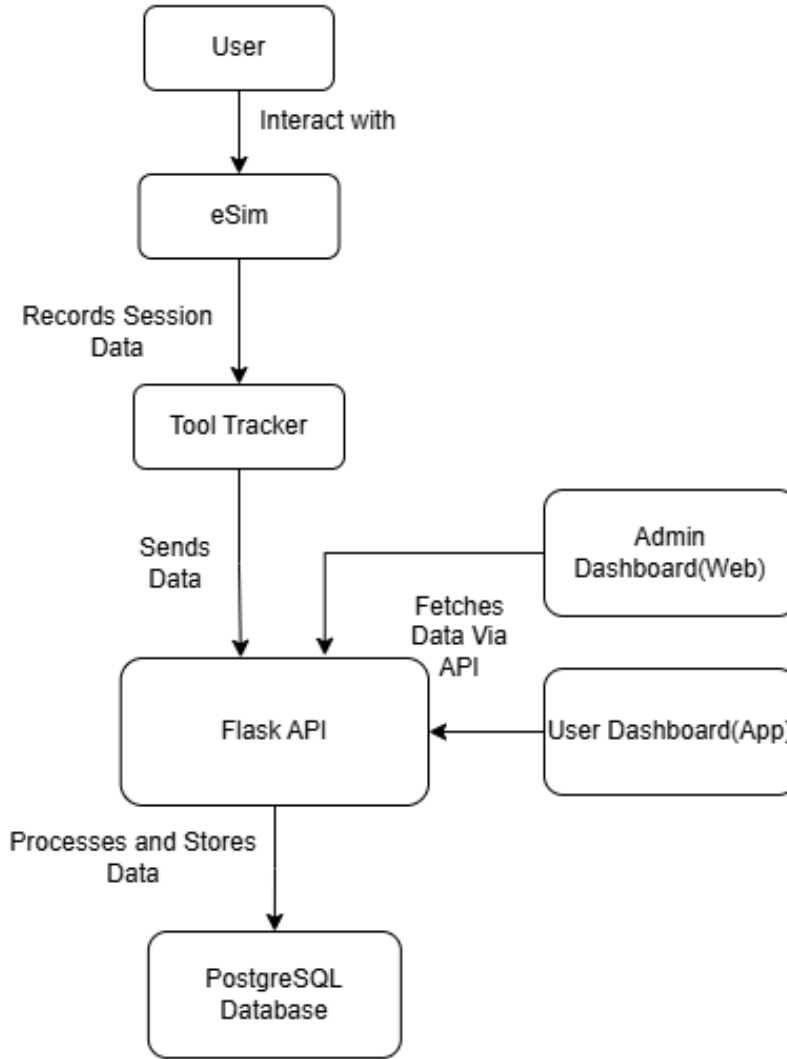 User
Interact with
eSim
Records Session
Data
Tool Tracker
Sends
Data
Admin
Dashboard(Web)
Fetches
Data Via
API
Flask API
User Dashboard(App)
Processes and Stores
Data
PostgreSQL
Database